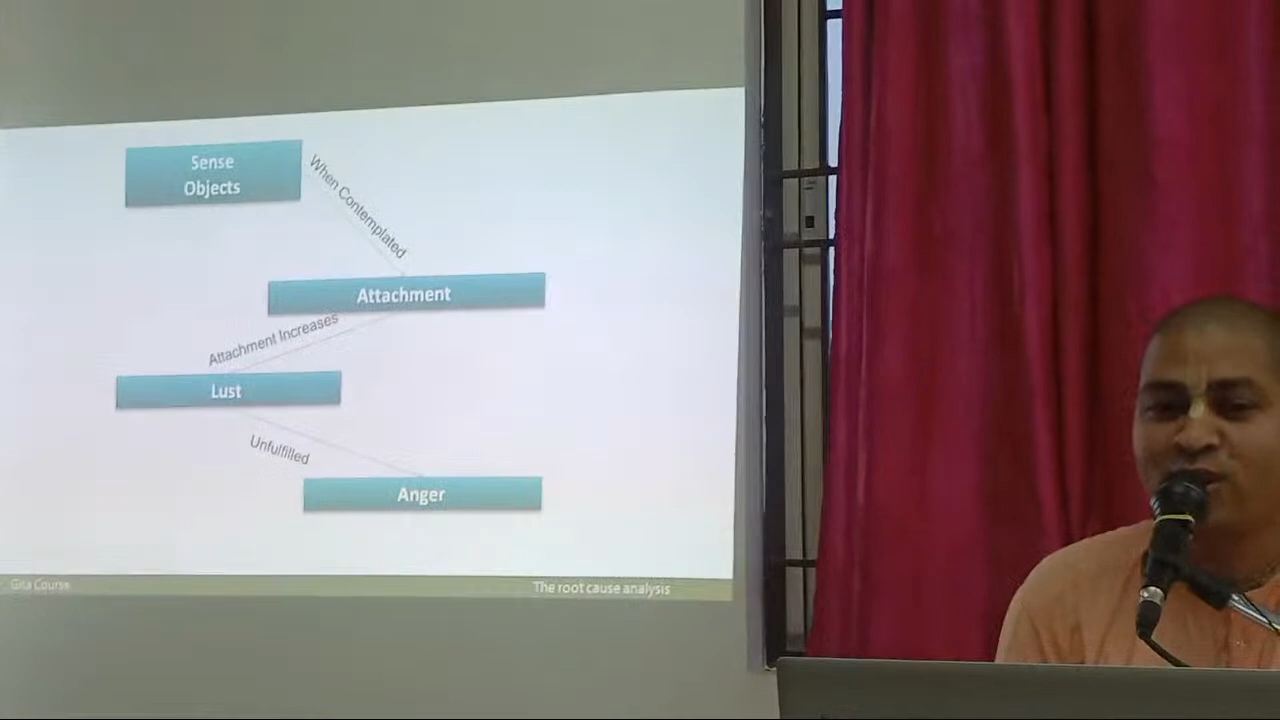 Sense
Objects
When Contemplated
Attachment
Attachment Increases
Lust
Unfulfilled
Anger
Gita Course
The root cause analysis